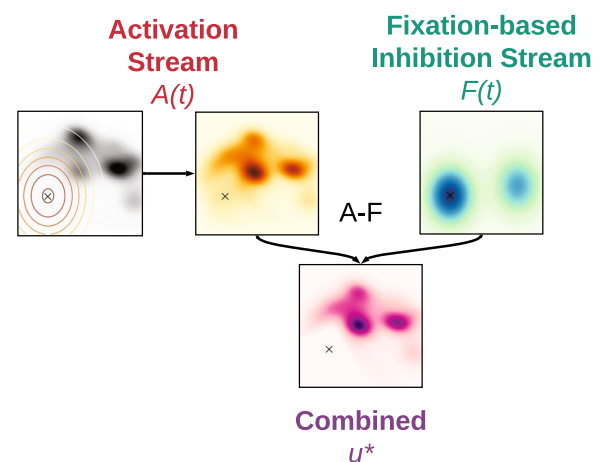 Activation
Stream
A(t)
Fixation-based
Inhibition Stream
F(t)
A-F
Combined
u*